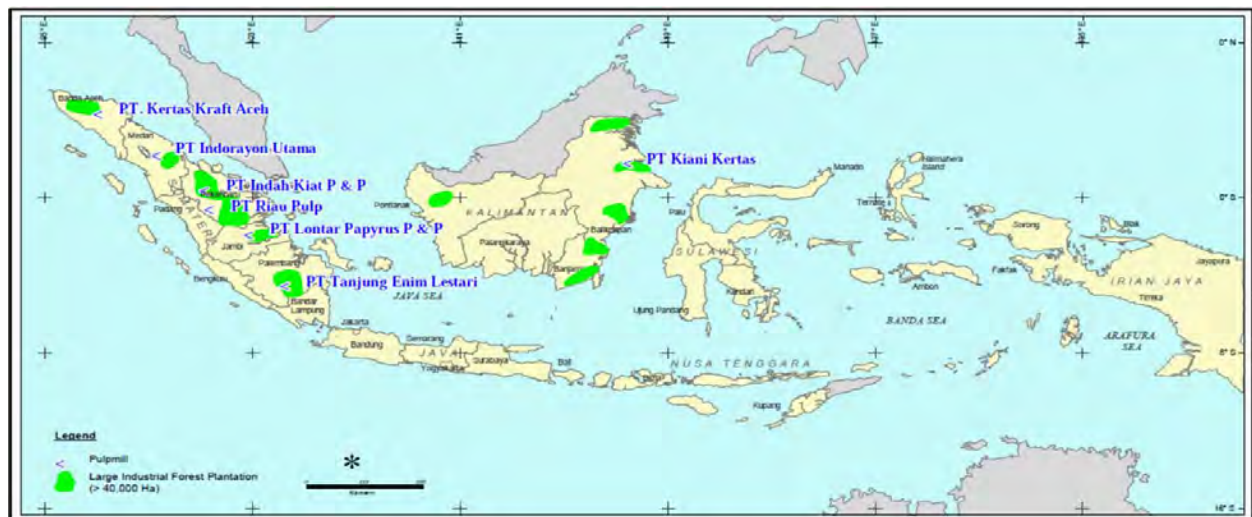 0° N
Banda Aceh
PT. Kertas Kraft Aceh
Medan
PT Indorayon Utama
PT Kiani Kertas
Manado
Halmahera
Island
PT Indah Kiat P & P
Pekanbaru
Pontianak
0° S
PT Riau Pulp
Ternate
Sorong
Biak
Padang
SUMATERA
KALIMANTAN
Palu
PT Lontar Papyrus P & P
Jambi
Palangkaraya
Balikpapan
SULAWESI
Fakfak
Jayapura
Palembang
Bengkulu
Banjarmasin
Kendari
Ambon
IRIAN JAYA
PT Tanjung Enim Lestari
JAVA SEA
Timika
Bandar
Lampung
Ujung Pandang
BANDA SEA
Jakarta
ARAFURA
SEA
Semarang
Bandung
JAVA
Surabaya
Bali
NUSA TENGGARA
Yogyakarta
Kupang
Legend
Pulpmill
Large Industrial Forest Plantation
(> 40,000 Ha)